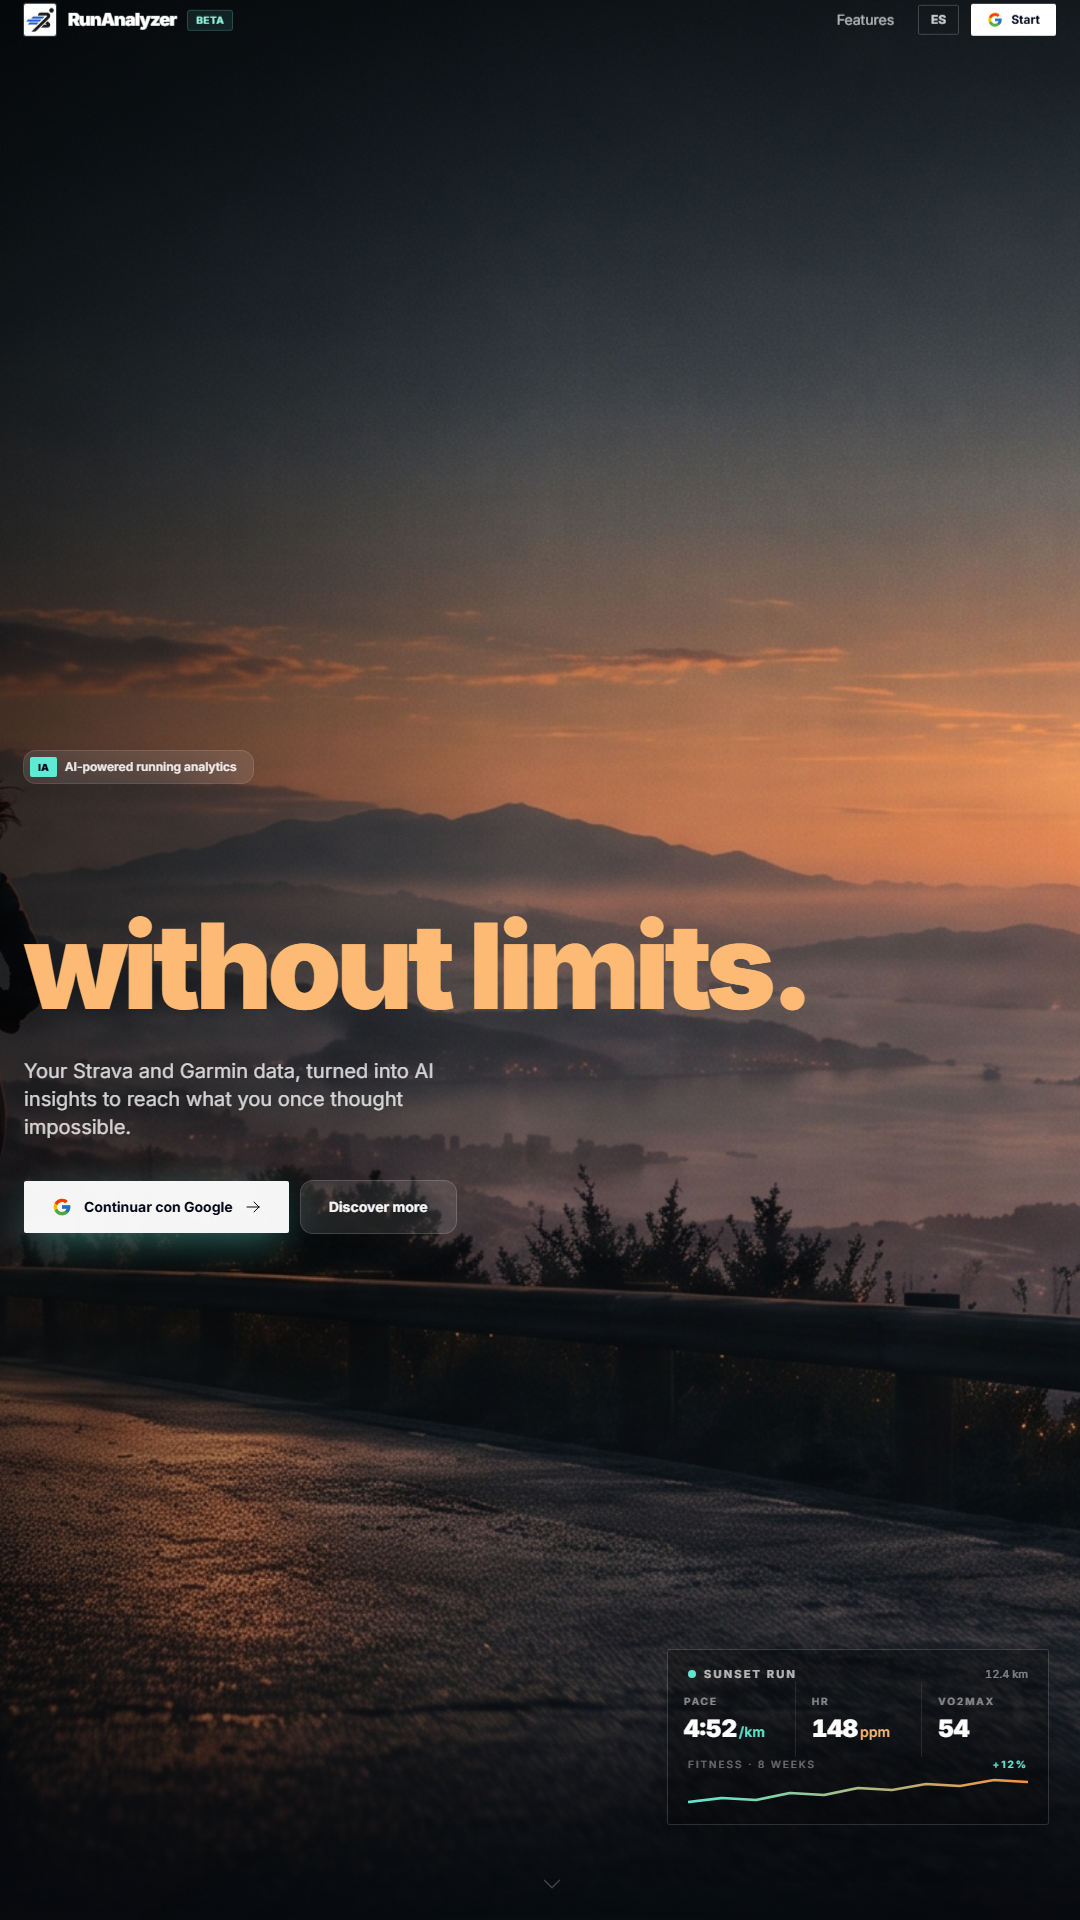 RunAnalyzer BETA
Features ES Start
IA AI-powered running analytics
without limits.
Your Strava and Garmin data, turned into AI
insights to reach what you once thought
impossible.
Continuar con Google
Discover more
SUNSET RUN 12.4 km
PACE HR VO2MAX
4:52/km 148ppm 54
FITNESS · 8 WEEKS +12%